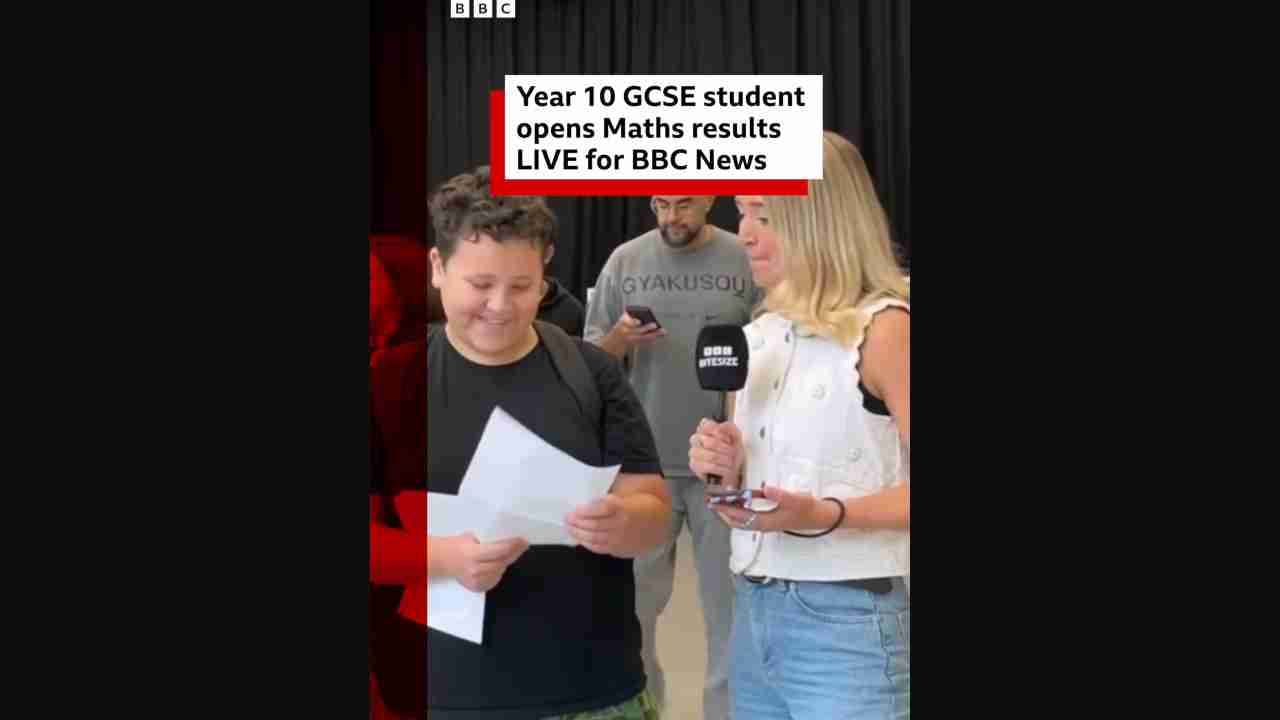 BBC
Year 10 GCSE student
opens Maths results
LIVE for BBC News
GYAKUSOU
BBC
BITESIZE